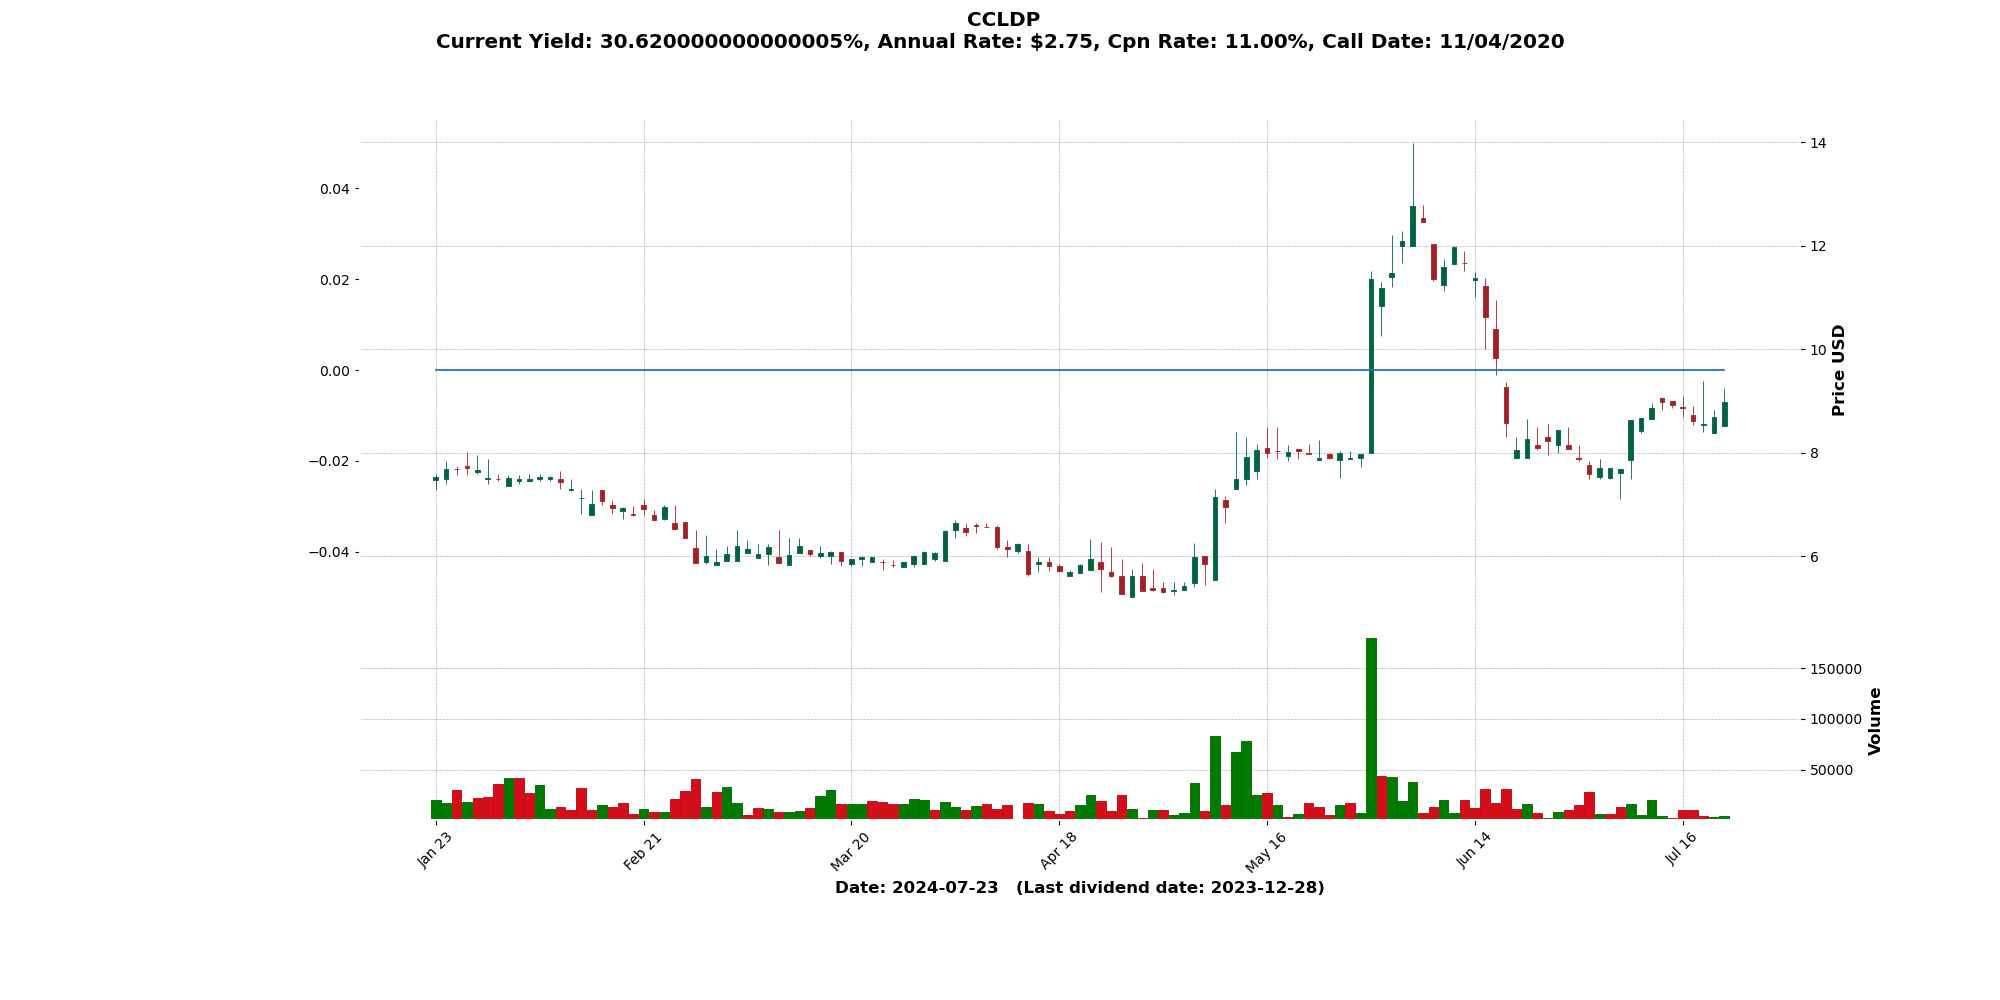 CCLDP
Current Yield: 30.620000000000005%, Annual Rate: $2.75, Cpn Rate: 11.00%, Call Date: 11/04/2020
0.04
0.02
0.00
−0.02
−0.04
14
12
10
8
6
Price USD
150000
100000
50000
Volume
Jan 23
Feb 21
Mar 20
Apr 18
May 16
Jun 14
Jul 16
Date: 2024-07-23   (Last dividend date: 2023-12-28)